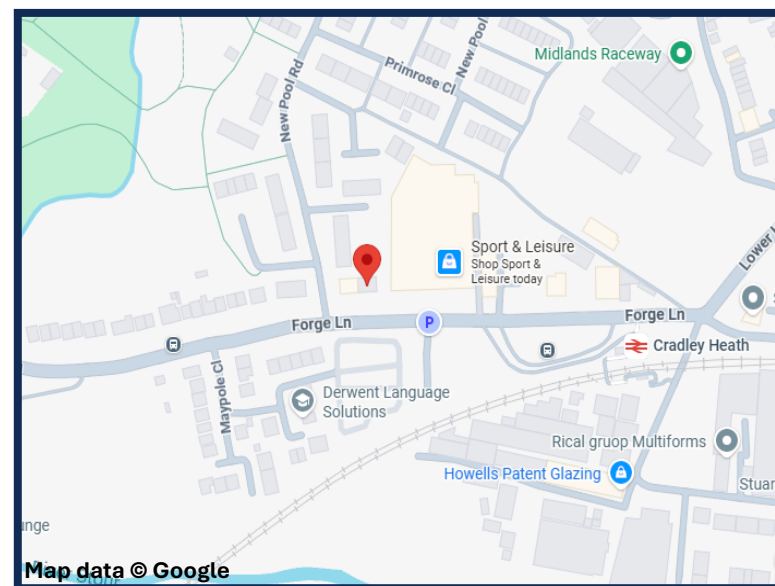 Midlands Raceway
New Pool
Primrose Cl
New Pool Rd
Sport & Leisure
Shop Sport &
Leisure today
Lower
Forge Ln
P
Forge Ln
Cradley Heath
Maypole Cl
Derwent Language
Solutions
Rical gruop Multiforms
Howells Patent Glazing
Stuar
unge
Map data © Google